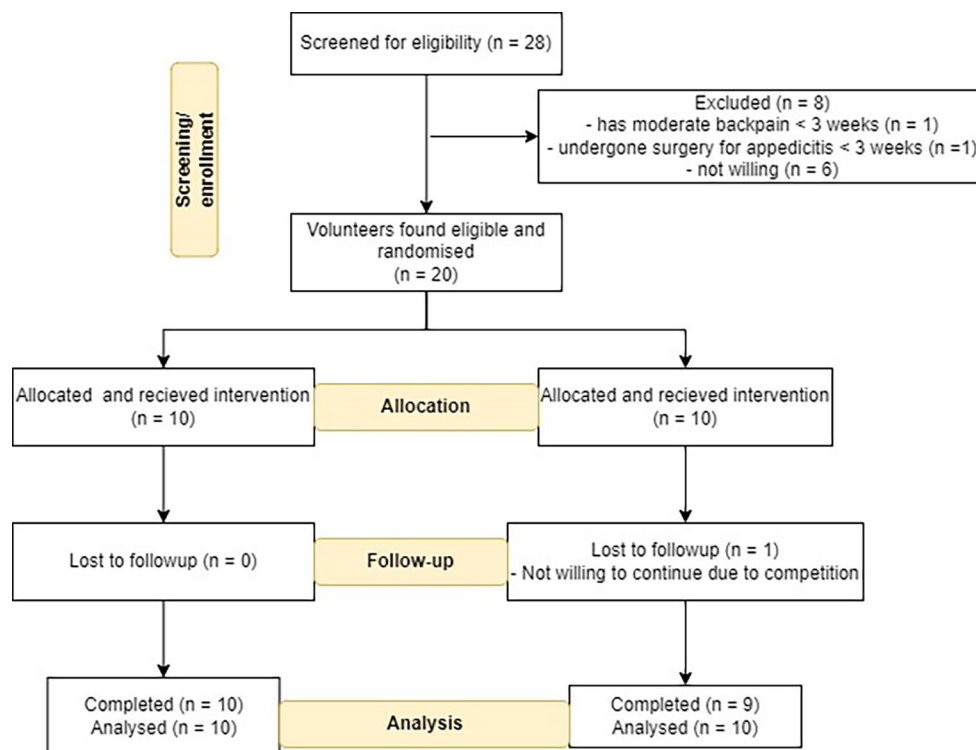 Screened for eligibility (n = 28)
Screening/
enrollment
Excluded (n = 8)
- has moderate backpain < 3 weeks (n = 1)
- undergone surgery for appedicitis < 3 weeks (n =1)
- not willing (n = 6)
Volunteers found eligible and
randomised
(n = 20)
Allocated and recieved intervention
(n = 10)
Allocation
Allocated and recieved intervention
(n = 10)
Lost to followup (n = 0)
Follow-up
Lost to followup (n = 1)
- Not willing to continue due to competition
Completed (n = 10)
Analysed (n = 10)
Analysis
Completed (n = 9)
Analysed (n = 10)